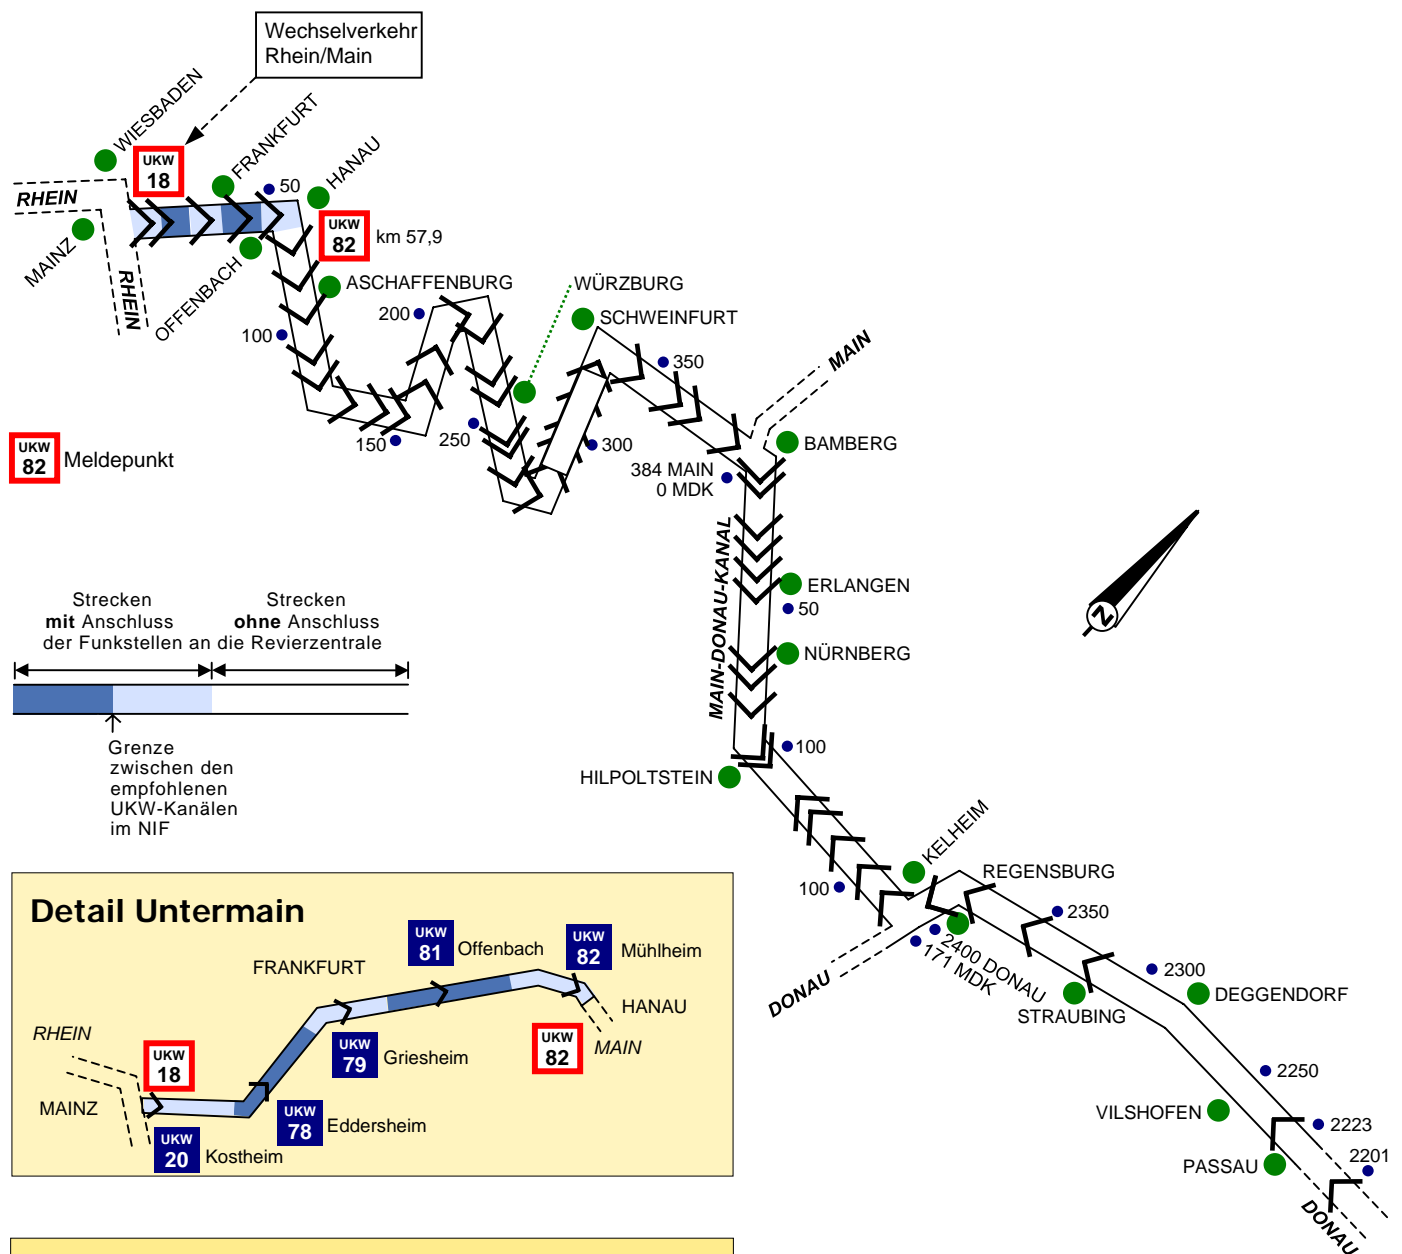 Wechselverkehr
Rhein/Main
WIESBADEN
UKW
18
FRANKFURT
HANAU
50
RHEIN
MAINZ
RHEIN
OFFENBACH
UKW
82
km 57,9
ASCHAFFENBURG
WÜRZBURG
SCHWEINFURT
200
100
350
MAIN
150
250
300
BAMBERG
384 MAIN
0 MDK
UKW
82
Meldepunkt
MAIN-DONAU-KANAL
ERLANGEN
50
NÜRNBERG
N
Strecken
mit Anschluss
der Funkstellen an die Revierzentrale
Strecken
ohne Anschluss
Grenze
zwischen den
empfohlenen
UKW-Kanälen
im NIF
100
HILPOLTSTEIN
KELHEIM
100
REGENSBURG
2350
2400 DONAU
171 MDK
DONAU
2300
STRAUBING
DEGGENDORF
2250
VILSHOFEN
2223
PASSAU
2201
DONAU
Detail Untermain
UKW
81
Offenbach
UKW
82
Mühlheim
FRANKFURT
HANAU
RHEIN
UKW
18
UKW
79
Griesheim
UKW
82
MAIN
MAINZ
UKW
78
Eddersheim
UKW
20
Kostheim